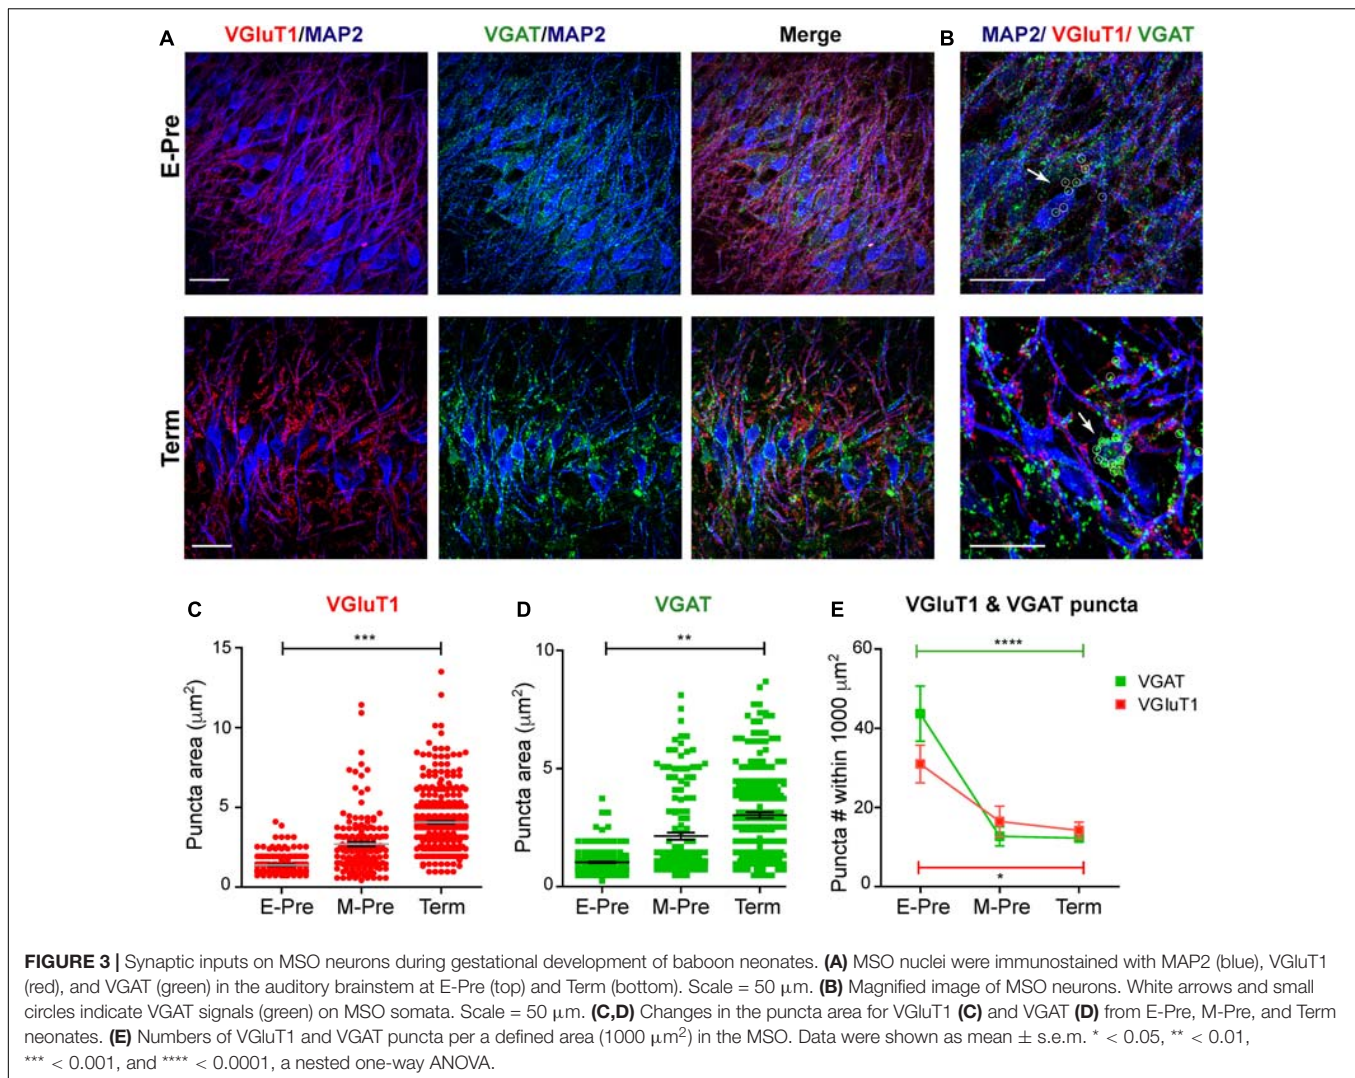 A VGluT1/MAP2 VGAT/MAP2 Merge B MAP2/ VGluT1/ VGAT
E-Pre
Term
C VGluT1 D VGAT E VGluT1 & VGAT puncta
Puncta area (μm²)
15
10
5
0
***
E-Pre M-Pre Term
Puncta area (μm²)
10
5
0
**
E-Pre M-Pre Term
Puncta # within 1000 μm²
60
40
20
0
****
VGAT
VGluT1
*
E-Pre M-Pre Term
FIGURE 3 | Synaptic inputs on MSO neurons during gestational development of baboon neonates. (A) MSO nuclei were immunostained with MAP2 (blue), VGluT1
(red), and VGAT (green) in the auditory brainstem at E-Pre (top) and Term (bottom). Scale = 50 μm. (B) Magnified image of MSO neurons. White arrows and small
circles indicate VGAT signals (green) on MSO somata. Scale = 50 μm. (C,D) Changes in the puncta area for VGluT1 (C) and VGAT (D) from E-Pre, M-Pre, and Term
neonates. (E) Numbers of VGluT1 and VGAT puncta per a defined area (1000 μm²) in the MSO. Data were shown as mean ± s.e.m. * < 0.05, ** < 0.01,
*** < 0.001, and **** < 0.0001, a nested one-way ANOVA.